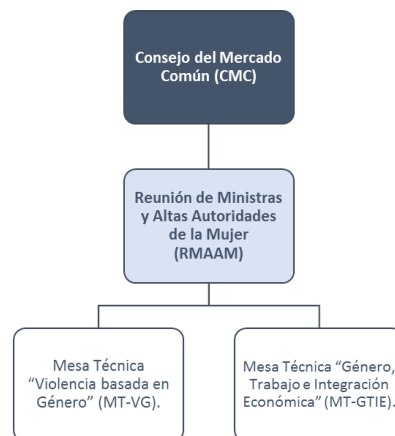 Consejo del Mercado
Común (CMC)
Reunión de Ministras
y Altas Autoridades
de la Mujer
(RMAAM)
Mesa Técnica
“Violencia basada en
Género” (MT-VG).
Mesa Técnica “Género,
Trabajo e Integración
Económica” (MT-GTIE).